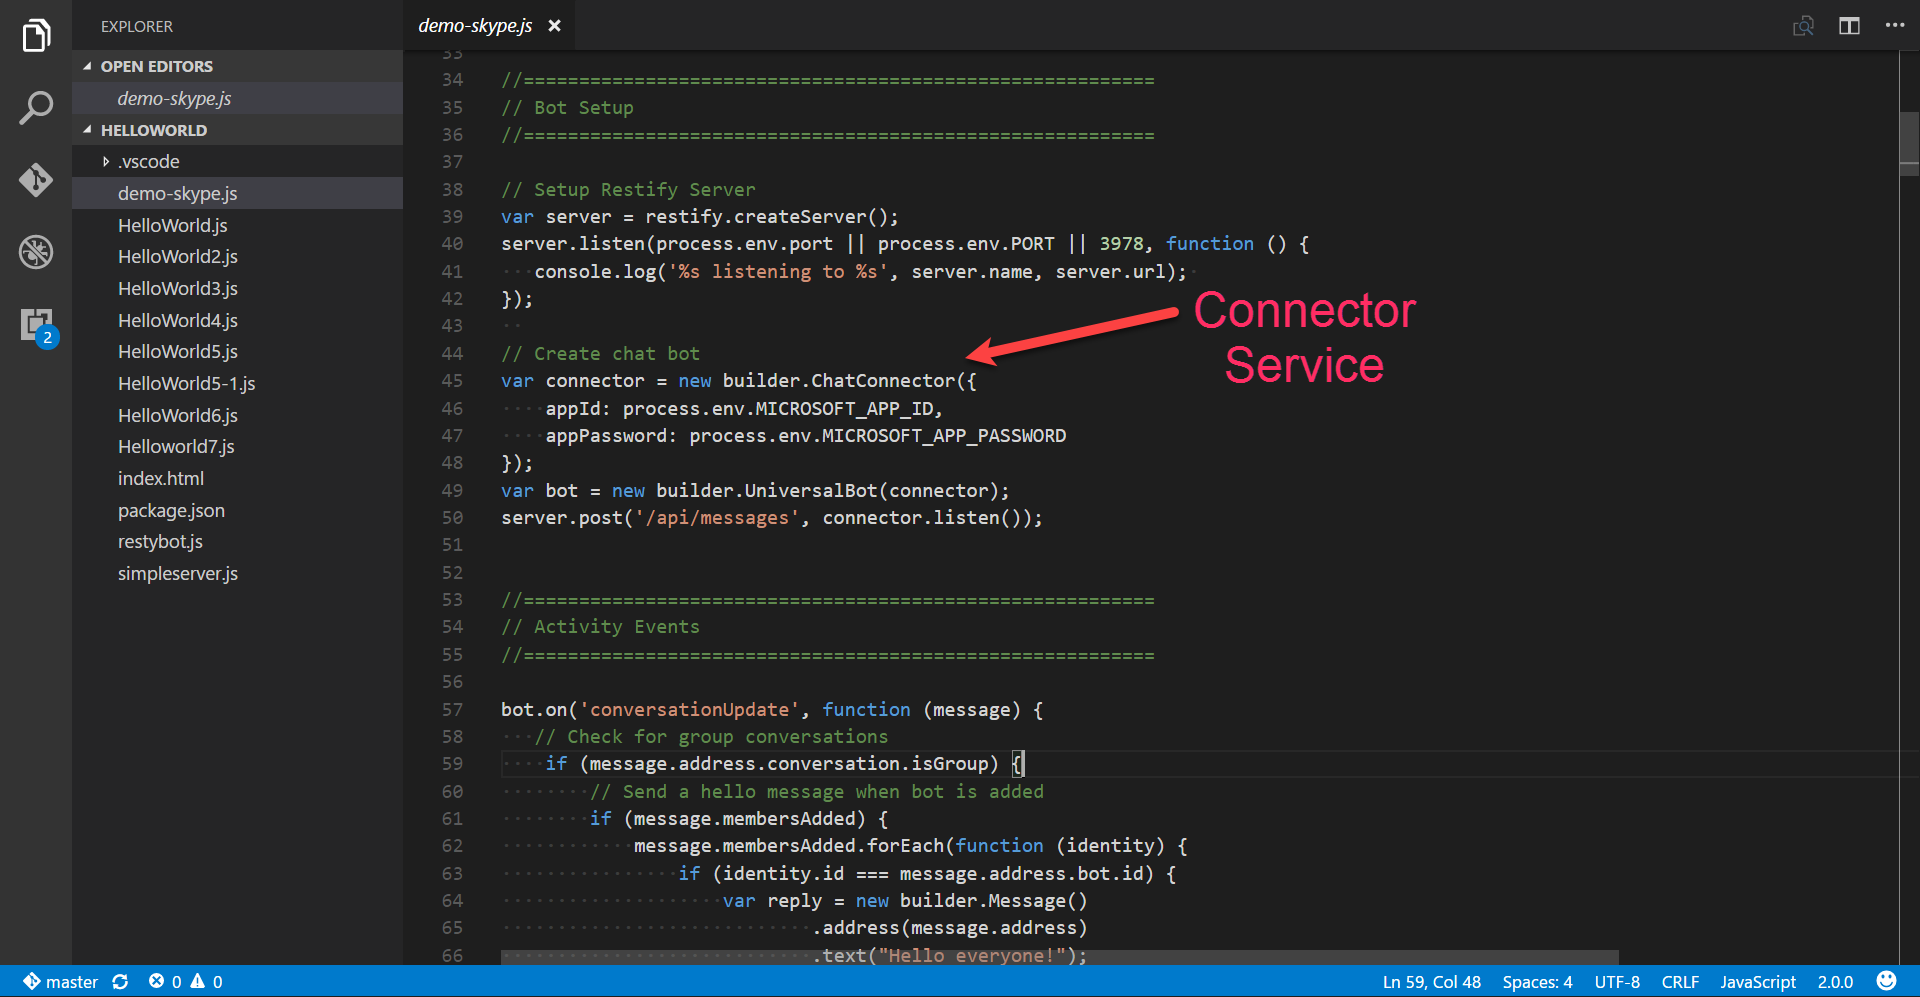 EXPLORER
OPEN EDITORS
demo-skype.js
HELLOWORLD
.vscode
demo-skype.js
HelloWorld.js
HelloWorld2.js
HelloWorld3.js
HelloWorld4.js
HelloWorld5.js
HelloWorld5-1.js
HelloWorld6.js
Helloworld7.js
index.html
package.json
restybot.js
simpleserver.js
2
demo-skype.js
33
34 //=========================================================
35 // Bot Setup
36 //=========================================================
37
38 // Setup Restify Server
39 var server = restify.createServer();
40 server.listen(process.env.port || process.env.PORT || 3978, function () {
41 console.log('%s listening to %s', server.name, server.url);
42 });
43
44 // Create chat bot
45 var connector = new builder.ChatConnector({
46 appId: process.env.MICROSOFT_APP_ID,
47 appPassword: process.env.MICROSOFT_APP_PASSWORD
48 });
49 var bot = new builder.UniversalBot(connector);
50 server.post('/api/messages', connector.listen());
51
52
53 //=========================================================
54 // Activity Events
55 //=========================================================
56
57 bot.on('conversationUpdate', function (message) {
58 // Check for group conversations
59 if (message.address.conversation.isGroup) {
60 // Send a hello message when bot is added
61 if (message.membersAdded) {
62 message.membersAdded.forEach(function (identity) {
63 if (identity.id === message.address.bot.id) {
64 var reply = new builder.Message()
65 .address(message.address)
66 .text("Hello everyone!");
Connector
Service
master 0 0
Ln 59, Col 48 Spaces: 4 UTF-8 CRLF JavaScript 2.0.0